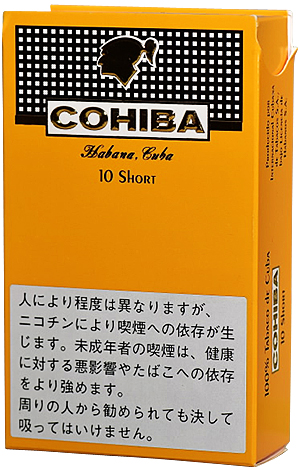 COHIBA
Habana, Cuba
10 SHORT
人により程度は異なりますが、
ニコチンにより喫煙への依存が生
じます。未成年者の喫煙は、健康
に対する悪影響やたばこへの依存
をより強めます。
周りの人から勧められても決して
吸ってはいけません。
100% Tabaco de Cuba
COHIBA
10 SHORT